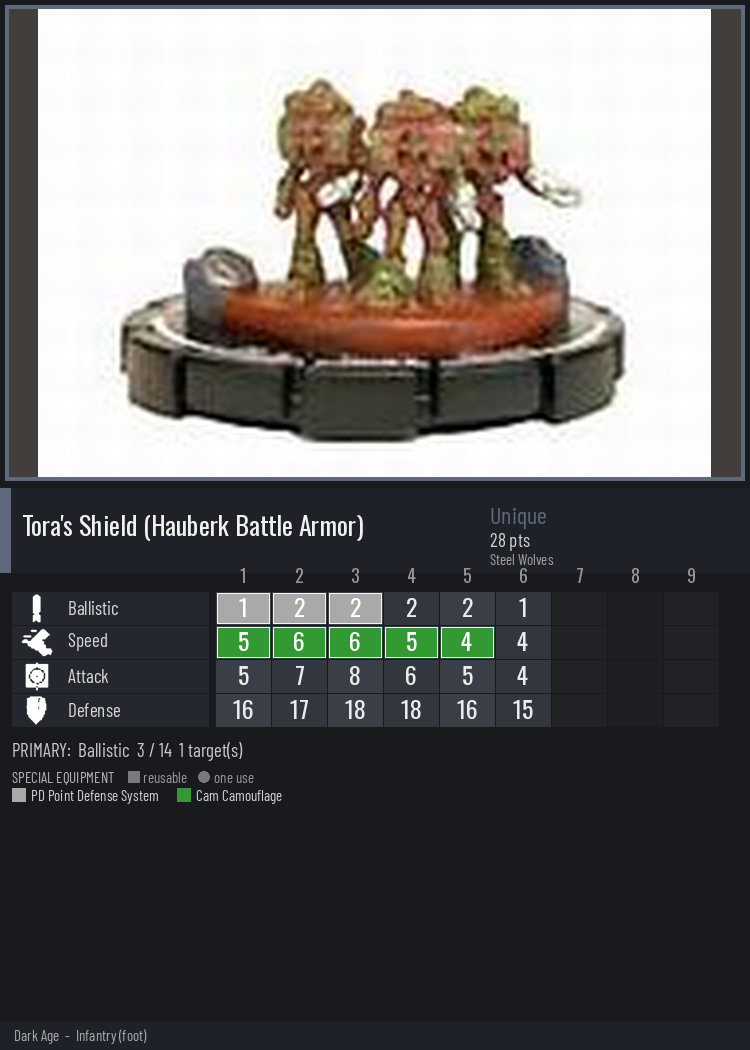 Tora's Shield (Hauberk Battle Armor)
Unique
28 pts
Steel Wolves
1 2 3 4 5 6 7 8 9
Ballistic 1 2 2 2 2 1
Speed 5 6 6 5 4 4
Attack 5 7 8 6 5 4
Defense 16 17 18 18 16 15
PRIMARY: Ballistic 3 / 14 1 target(s)
SPECIAL EQUIPMENT reusable one use
PD Point Defense System Cam Camouflage
Dark Age - Infantry (foot)